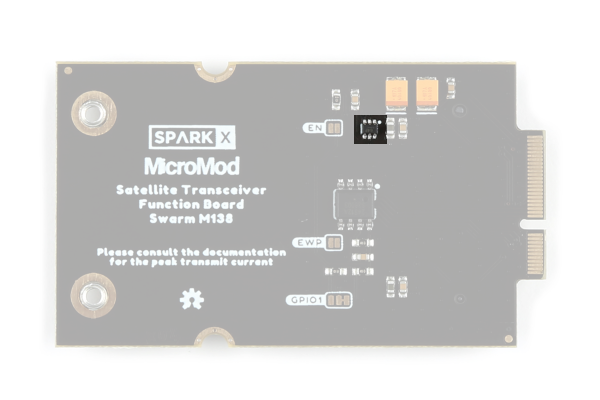 EN
SPARK X
MicroMod
Satellite Transceiver
Function Board
Swarm M138
EWP
Please consult the documentation
for the peak transmit current
GPIO1